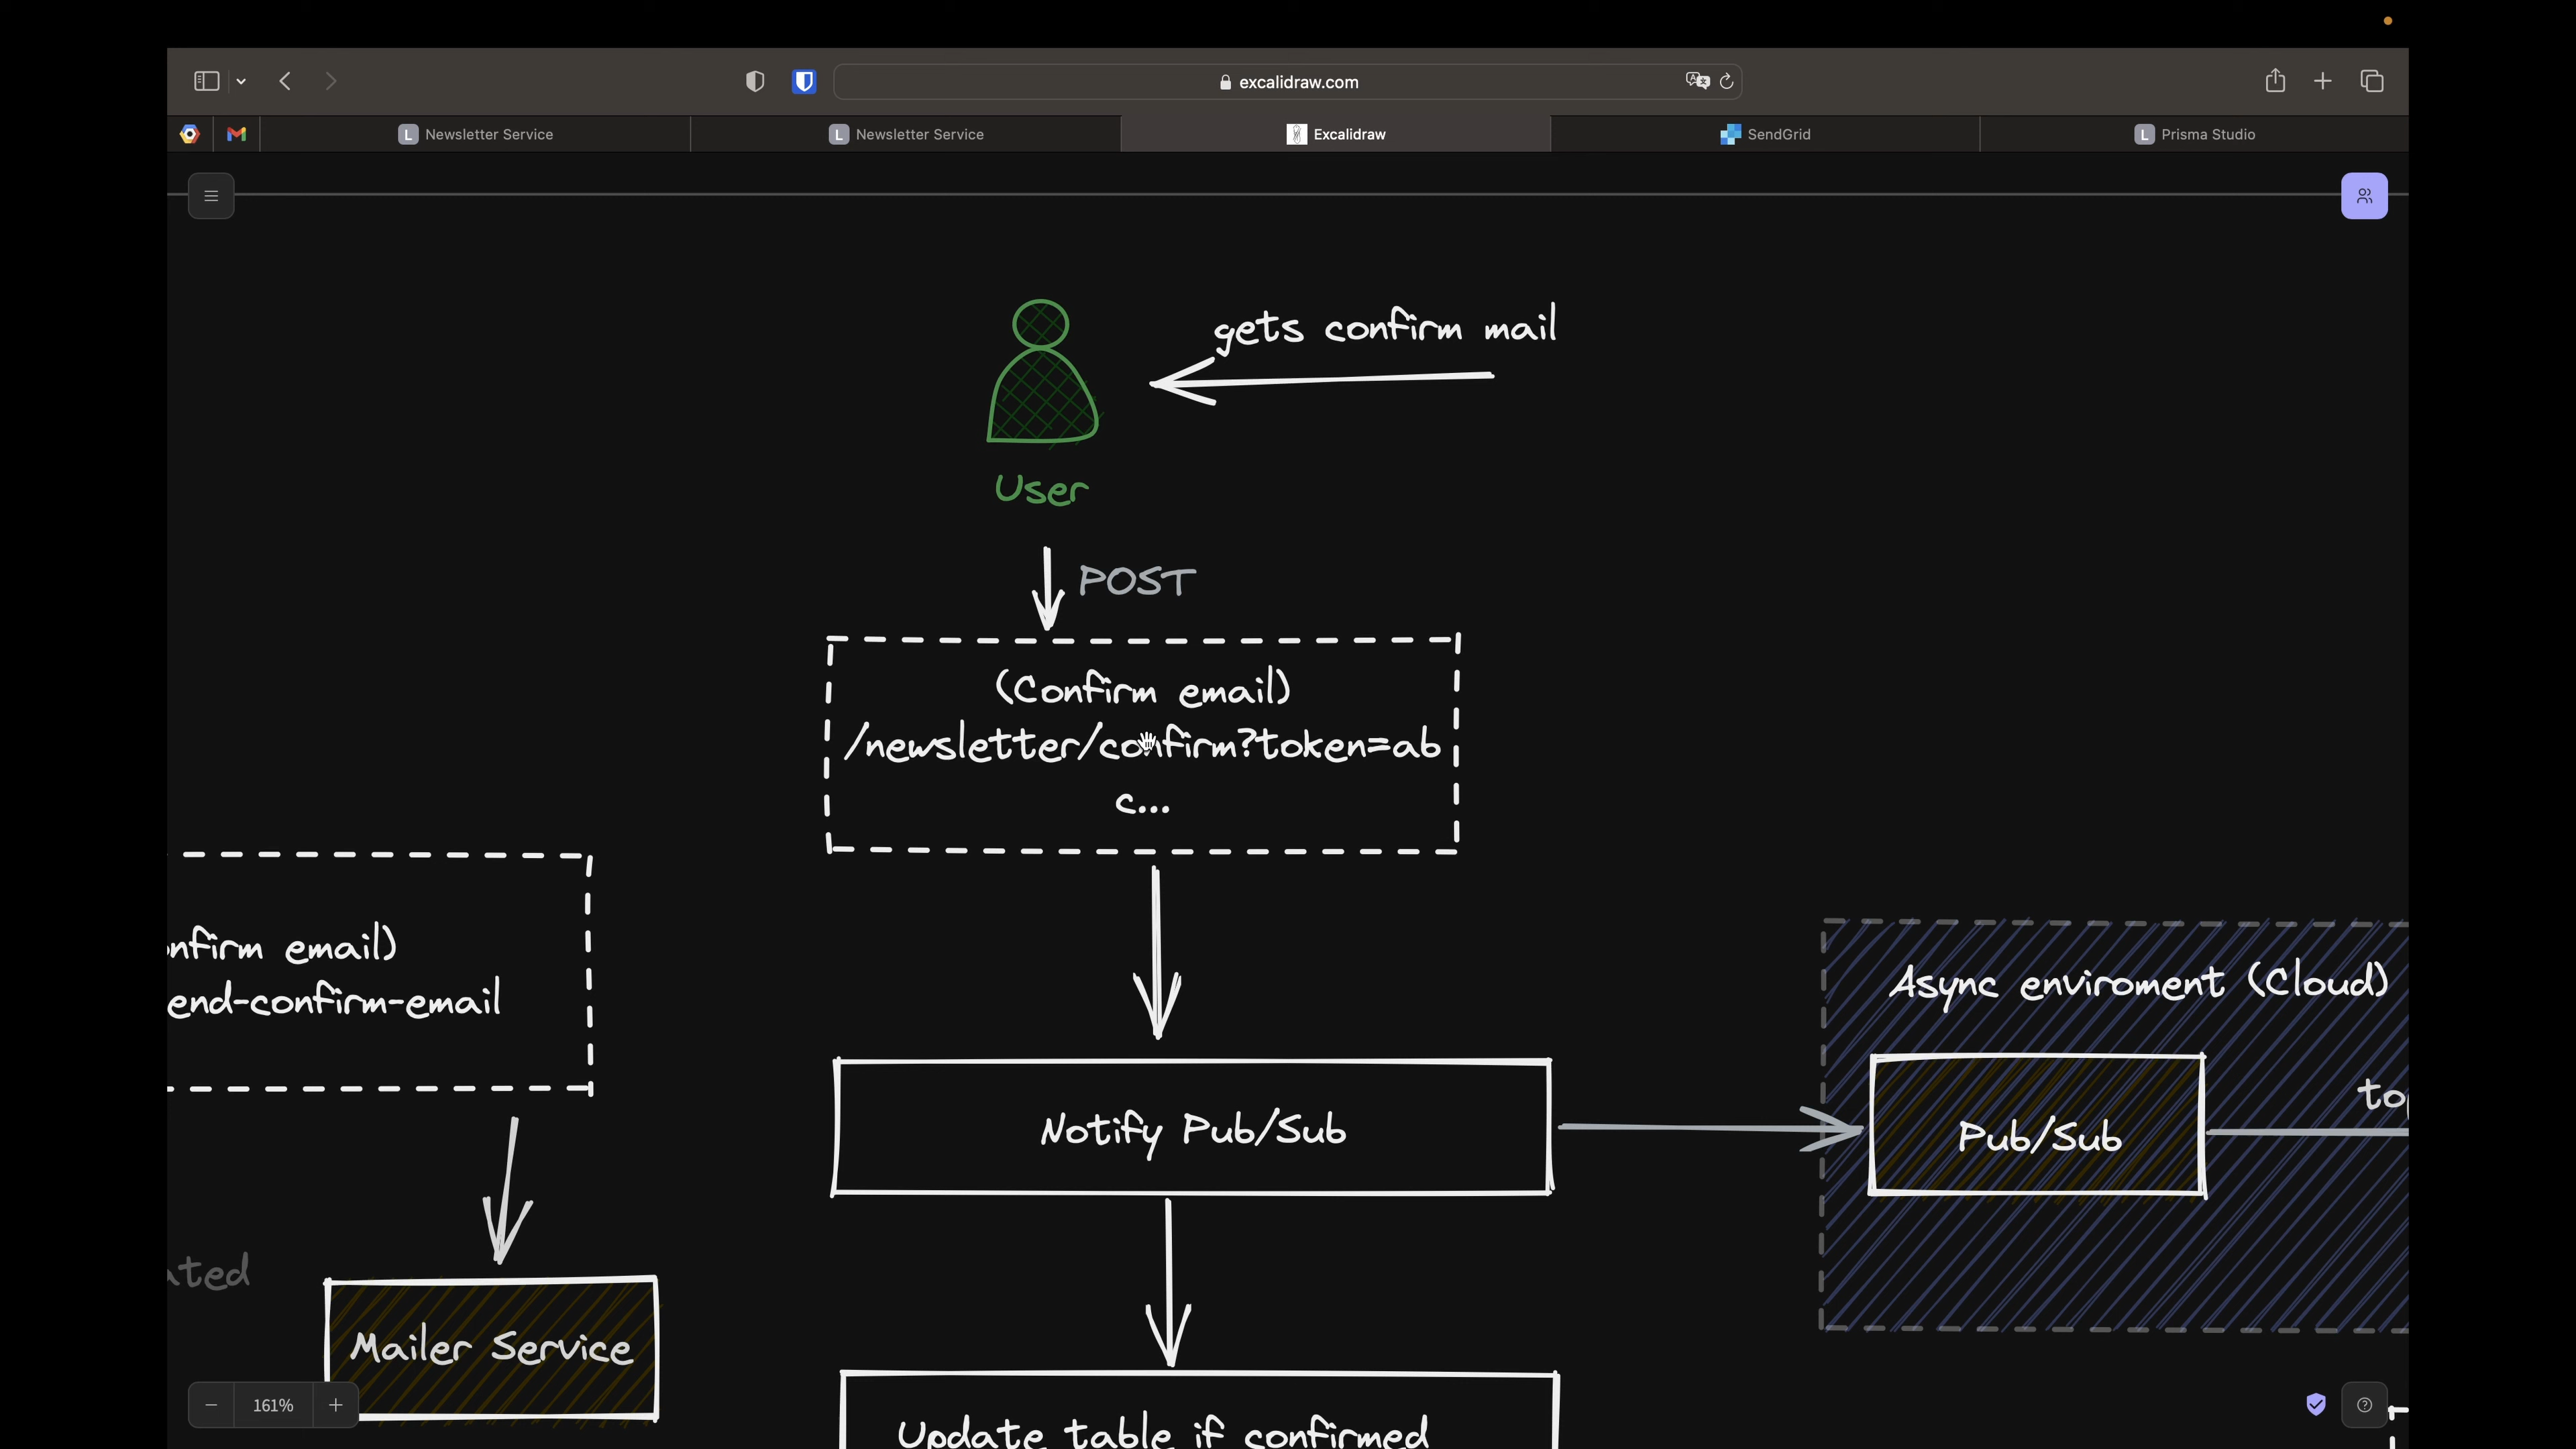 excalidraw.com
Newsletter Service
Newsletter Service
Excalidraw
SendGrid
Prisma Studio
gets confirm mail
User
POST
(Confirm email)
/newsletter/confirm?token=ab
c...
onfirm email)
end-confirm-email
Async enviroment (Cloud)
Notify Pub/Sub
Pub/Sub
to
ated
Mailer Service
161%
Update table if confirmed